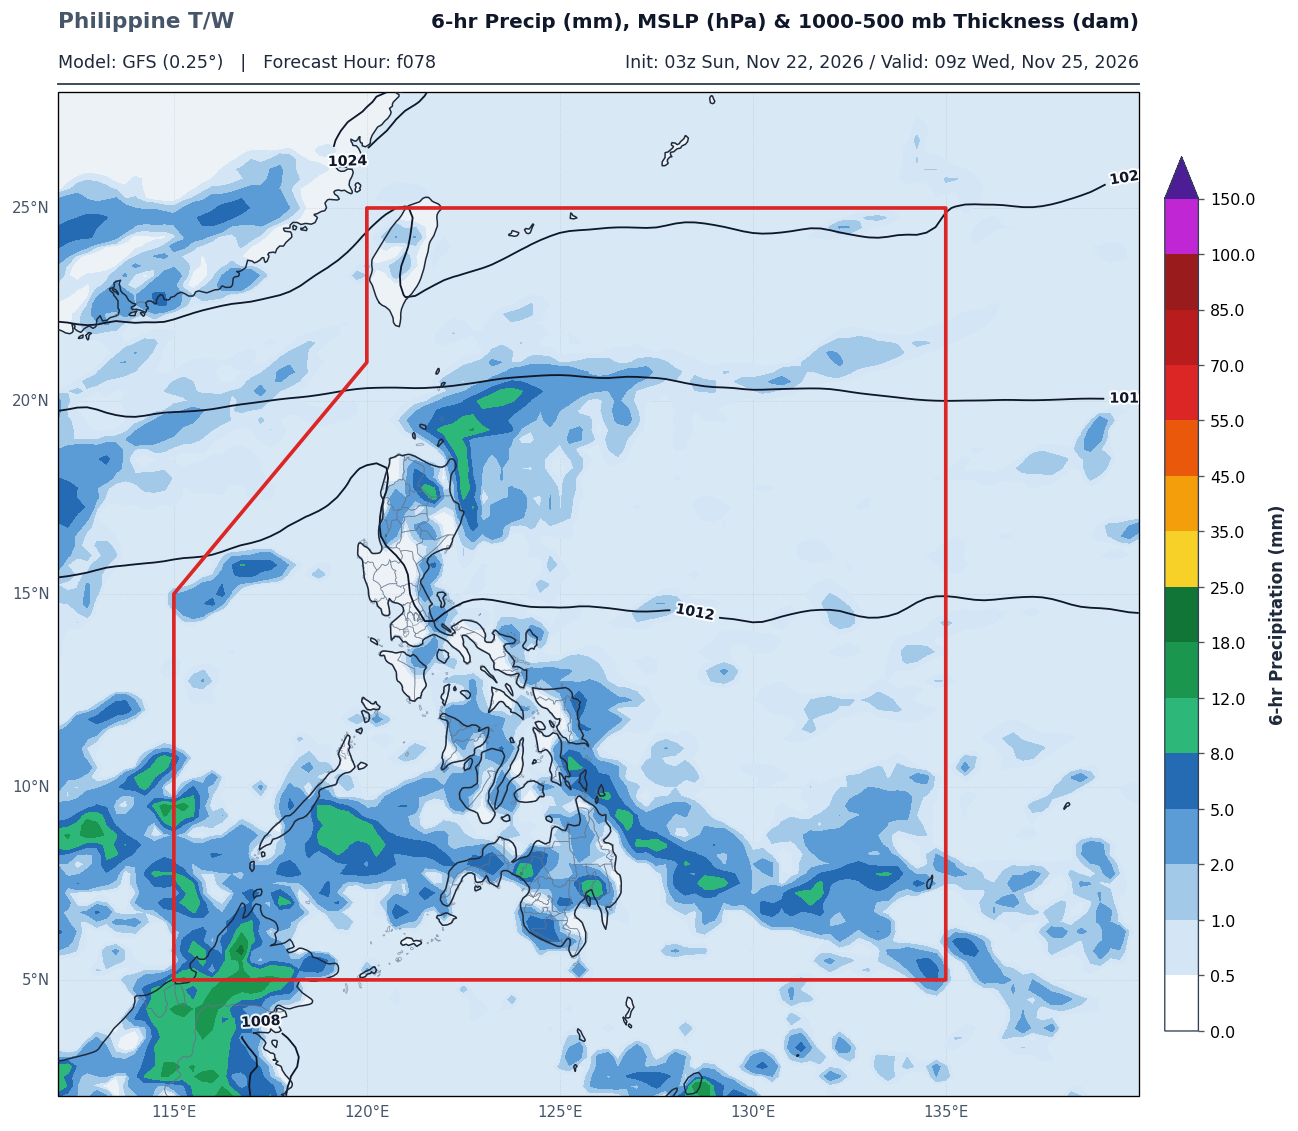 Philippine T/W
6-hr Precip (mm), MSLP (hPa) & 1000-500 mb Thickness (dam)
Model: GFS (0.25°) | Forecast Hour: f078
Init: 03z Sun, Nov 22, 2026 / Valid: 09z Wed, Nov 25, 2026
1024
102
101
1012
1008
25°N
20°N
15°N
10°N
5°N
115°E
120°E
125°E
130°E
135°E
150.0
100.0
85.0
70.0
55.0
45.0
35.0
25.0
18.0
12.0
8.0
5.0
2.0
1.0
0.5
0.0
6-hr Precipitation (mm)